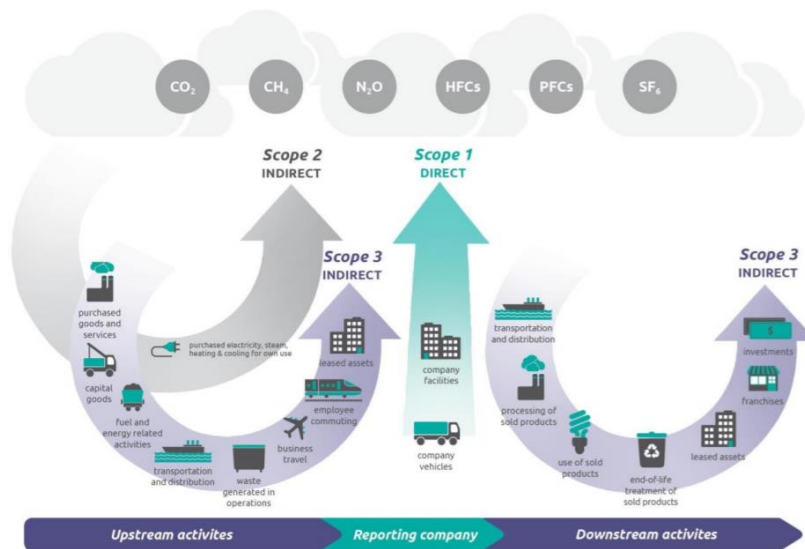 CO₂
CH₄
N₂O
HFCs
PFCs
SF₆
Scope 2
INDIRECT
Scope 1
DIRECT
Scope 3
INDIRECT
Scope 3
INDIRECT
purchased
goods and
services
capital
goods
fuel and
energy related
activities
transportation
and distribution
waste
generated in
operations
business
travel
employee
commuting
leased assets
purchased electricity, steam,
heating & cooling for own use
company
facilities
company
vehicles
transportation
and distribution
processing of
sold products
use of sold
products
end-of-life
treatment of
sold products
leased assets
franchises
$
investments
Upstream activites
Reporting company
Downstream activites